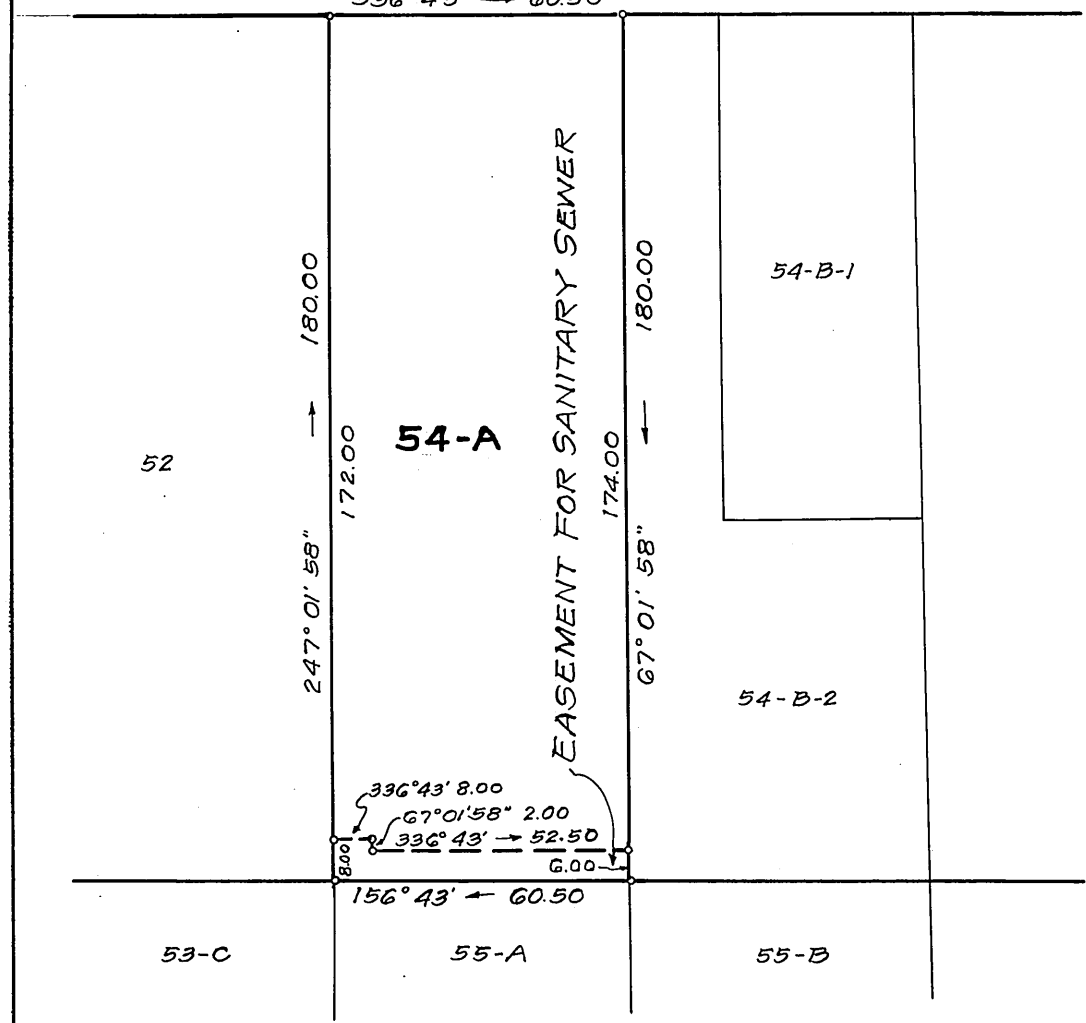 336°43' → 60.50
180.00
180.00
EASEMENT FOR SANITARY SEWER
54-B-1
54-A
52
172.00
174.00
247° 01' 58"
67° 01' 58"
54-B-2
336°43' 8.00
67°01'58" 2.00
336°43' → 52.50
8.00
6.00
156°43' ← 60.50
53-C
55-A
55-B